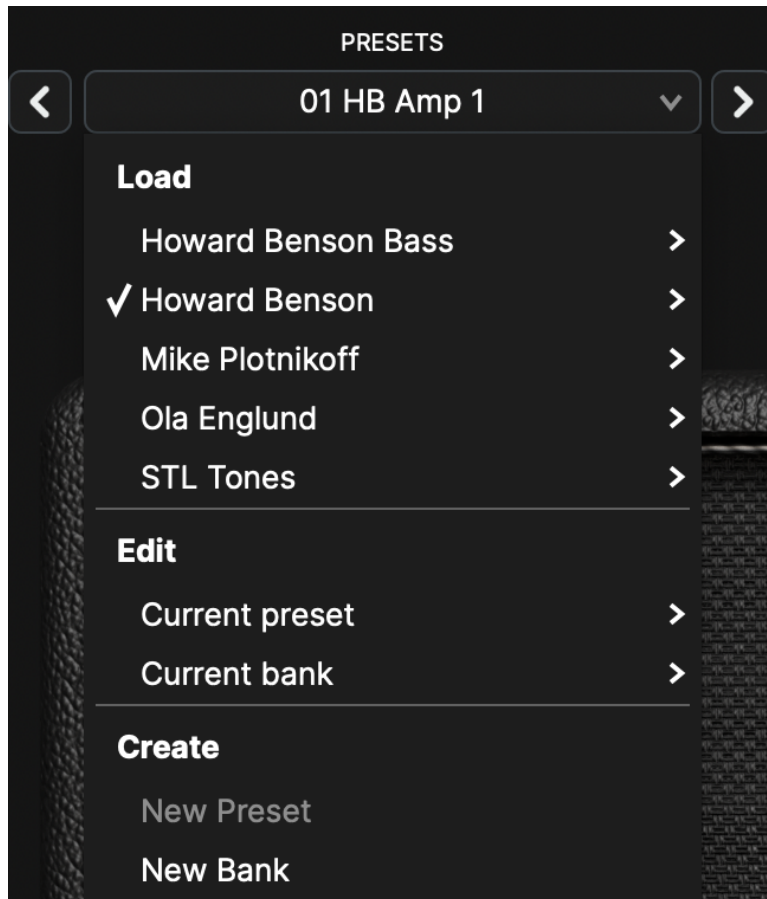 PRESETS
01 HB Amp 1
Load
Howard Benson Bass
Howard Benson
Mike Plotnikoff
Ola Englund
STL Tones
Edit
Current preset
Current bank
Create
New Preset
New Bank